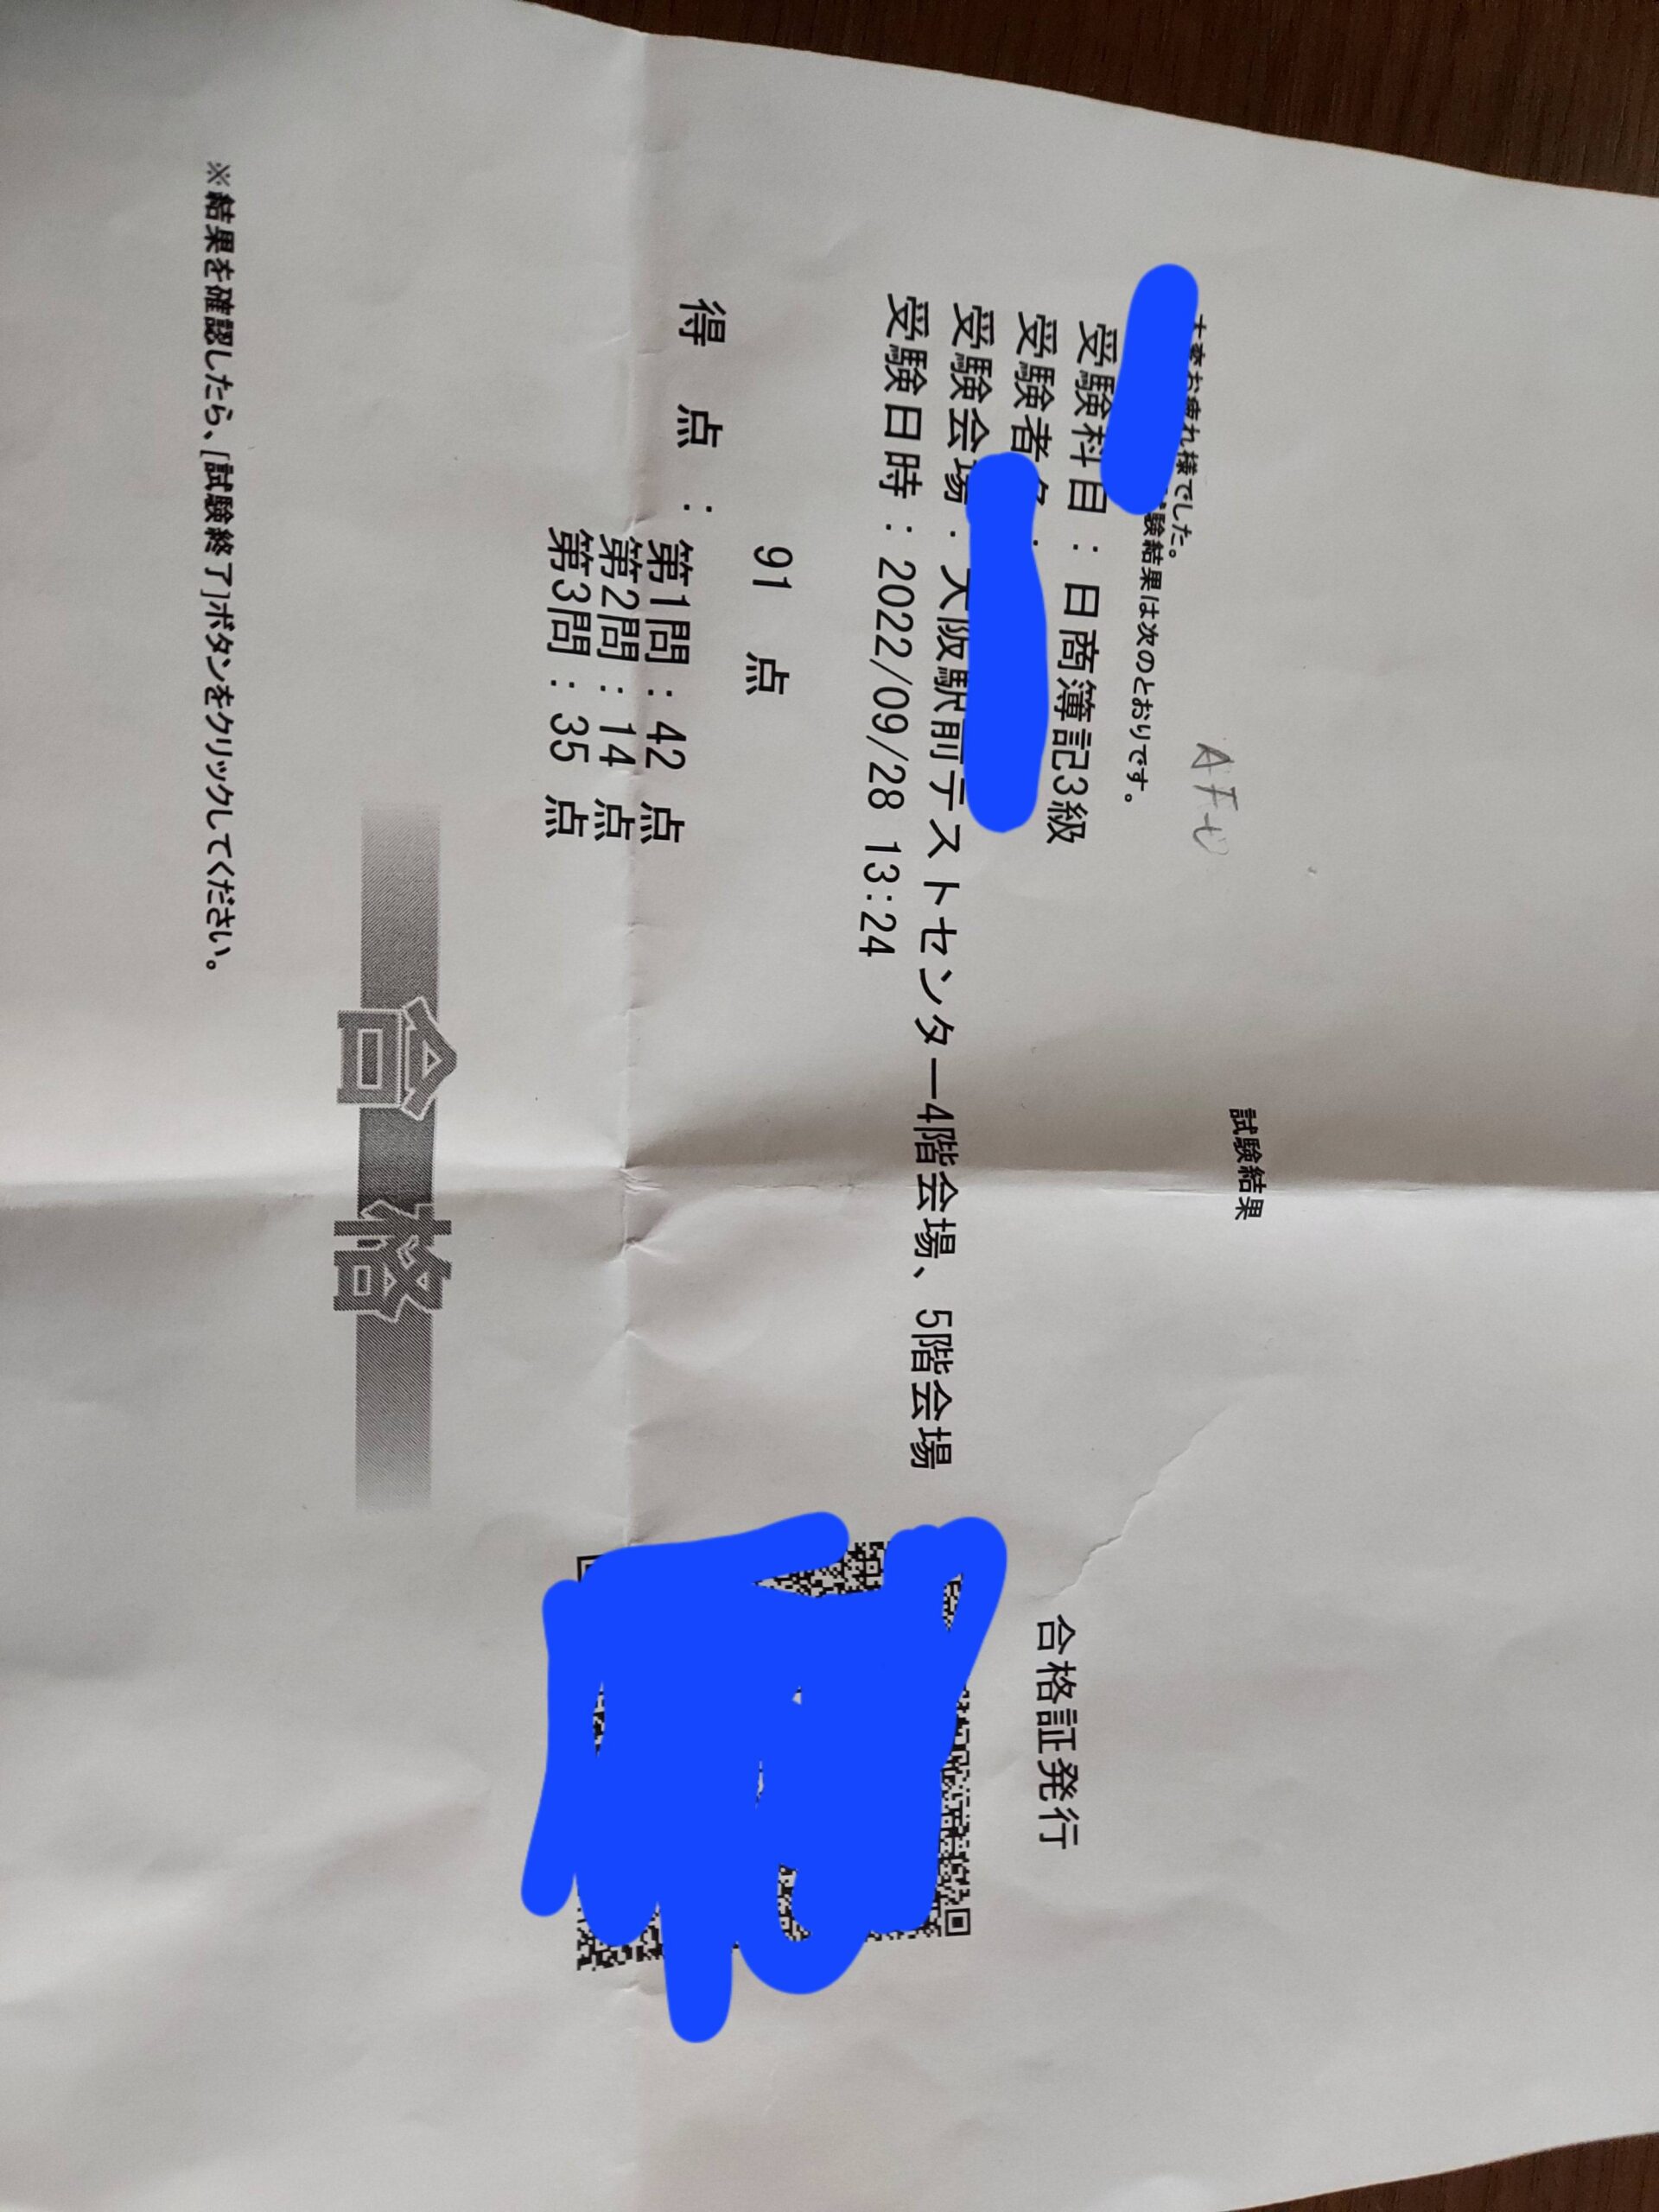 試験結果
大変お疲れ様でした。
試験結果は次のとおりです。
受験科目：日商簿記3級
受験者名：
受験会場：大阪駅前テストセンター4階会場、5階会場
受験日時：2022/09/28 13:24
合格証発行
91 点
得 点 ：第1問：42 点
第2問：14 点
第3問：35 点
合格
※結果を確認したら、[試験終了]ボタンをクリックしてください。